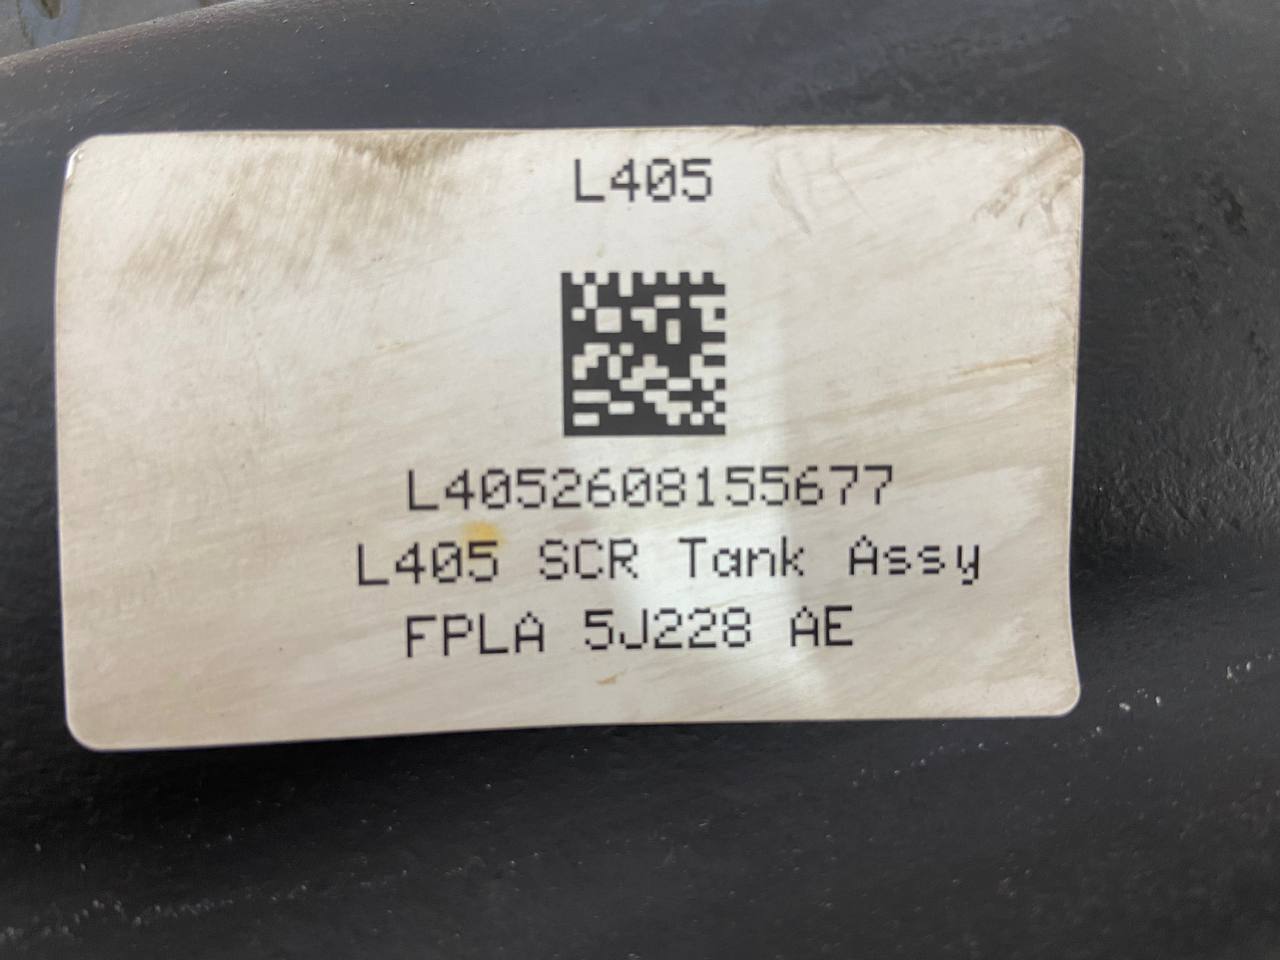 L405
L4052608155677
L405 SCR Tank Assy
FPLA 5J228 AE